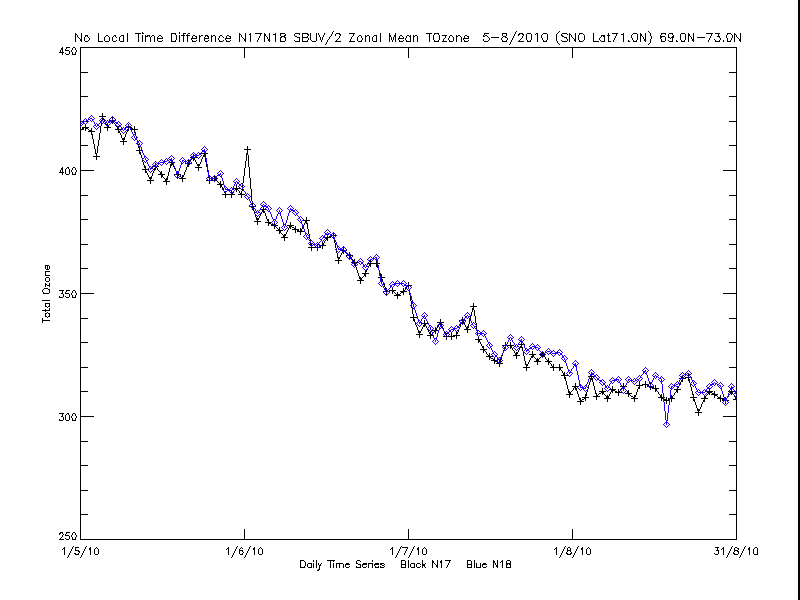 No Local Time Difference N17N18 SBUV/2 Zonal Mean TOzone 5-8/2010 (SNO Lat71.0N) 69.0N-73.0N
450
400
350
300
250
Total Ozone
1/5/10 1/6/10 1/7/10 1/8/10 31/8/10
Daily Time Series Black N17 Blue N18